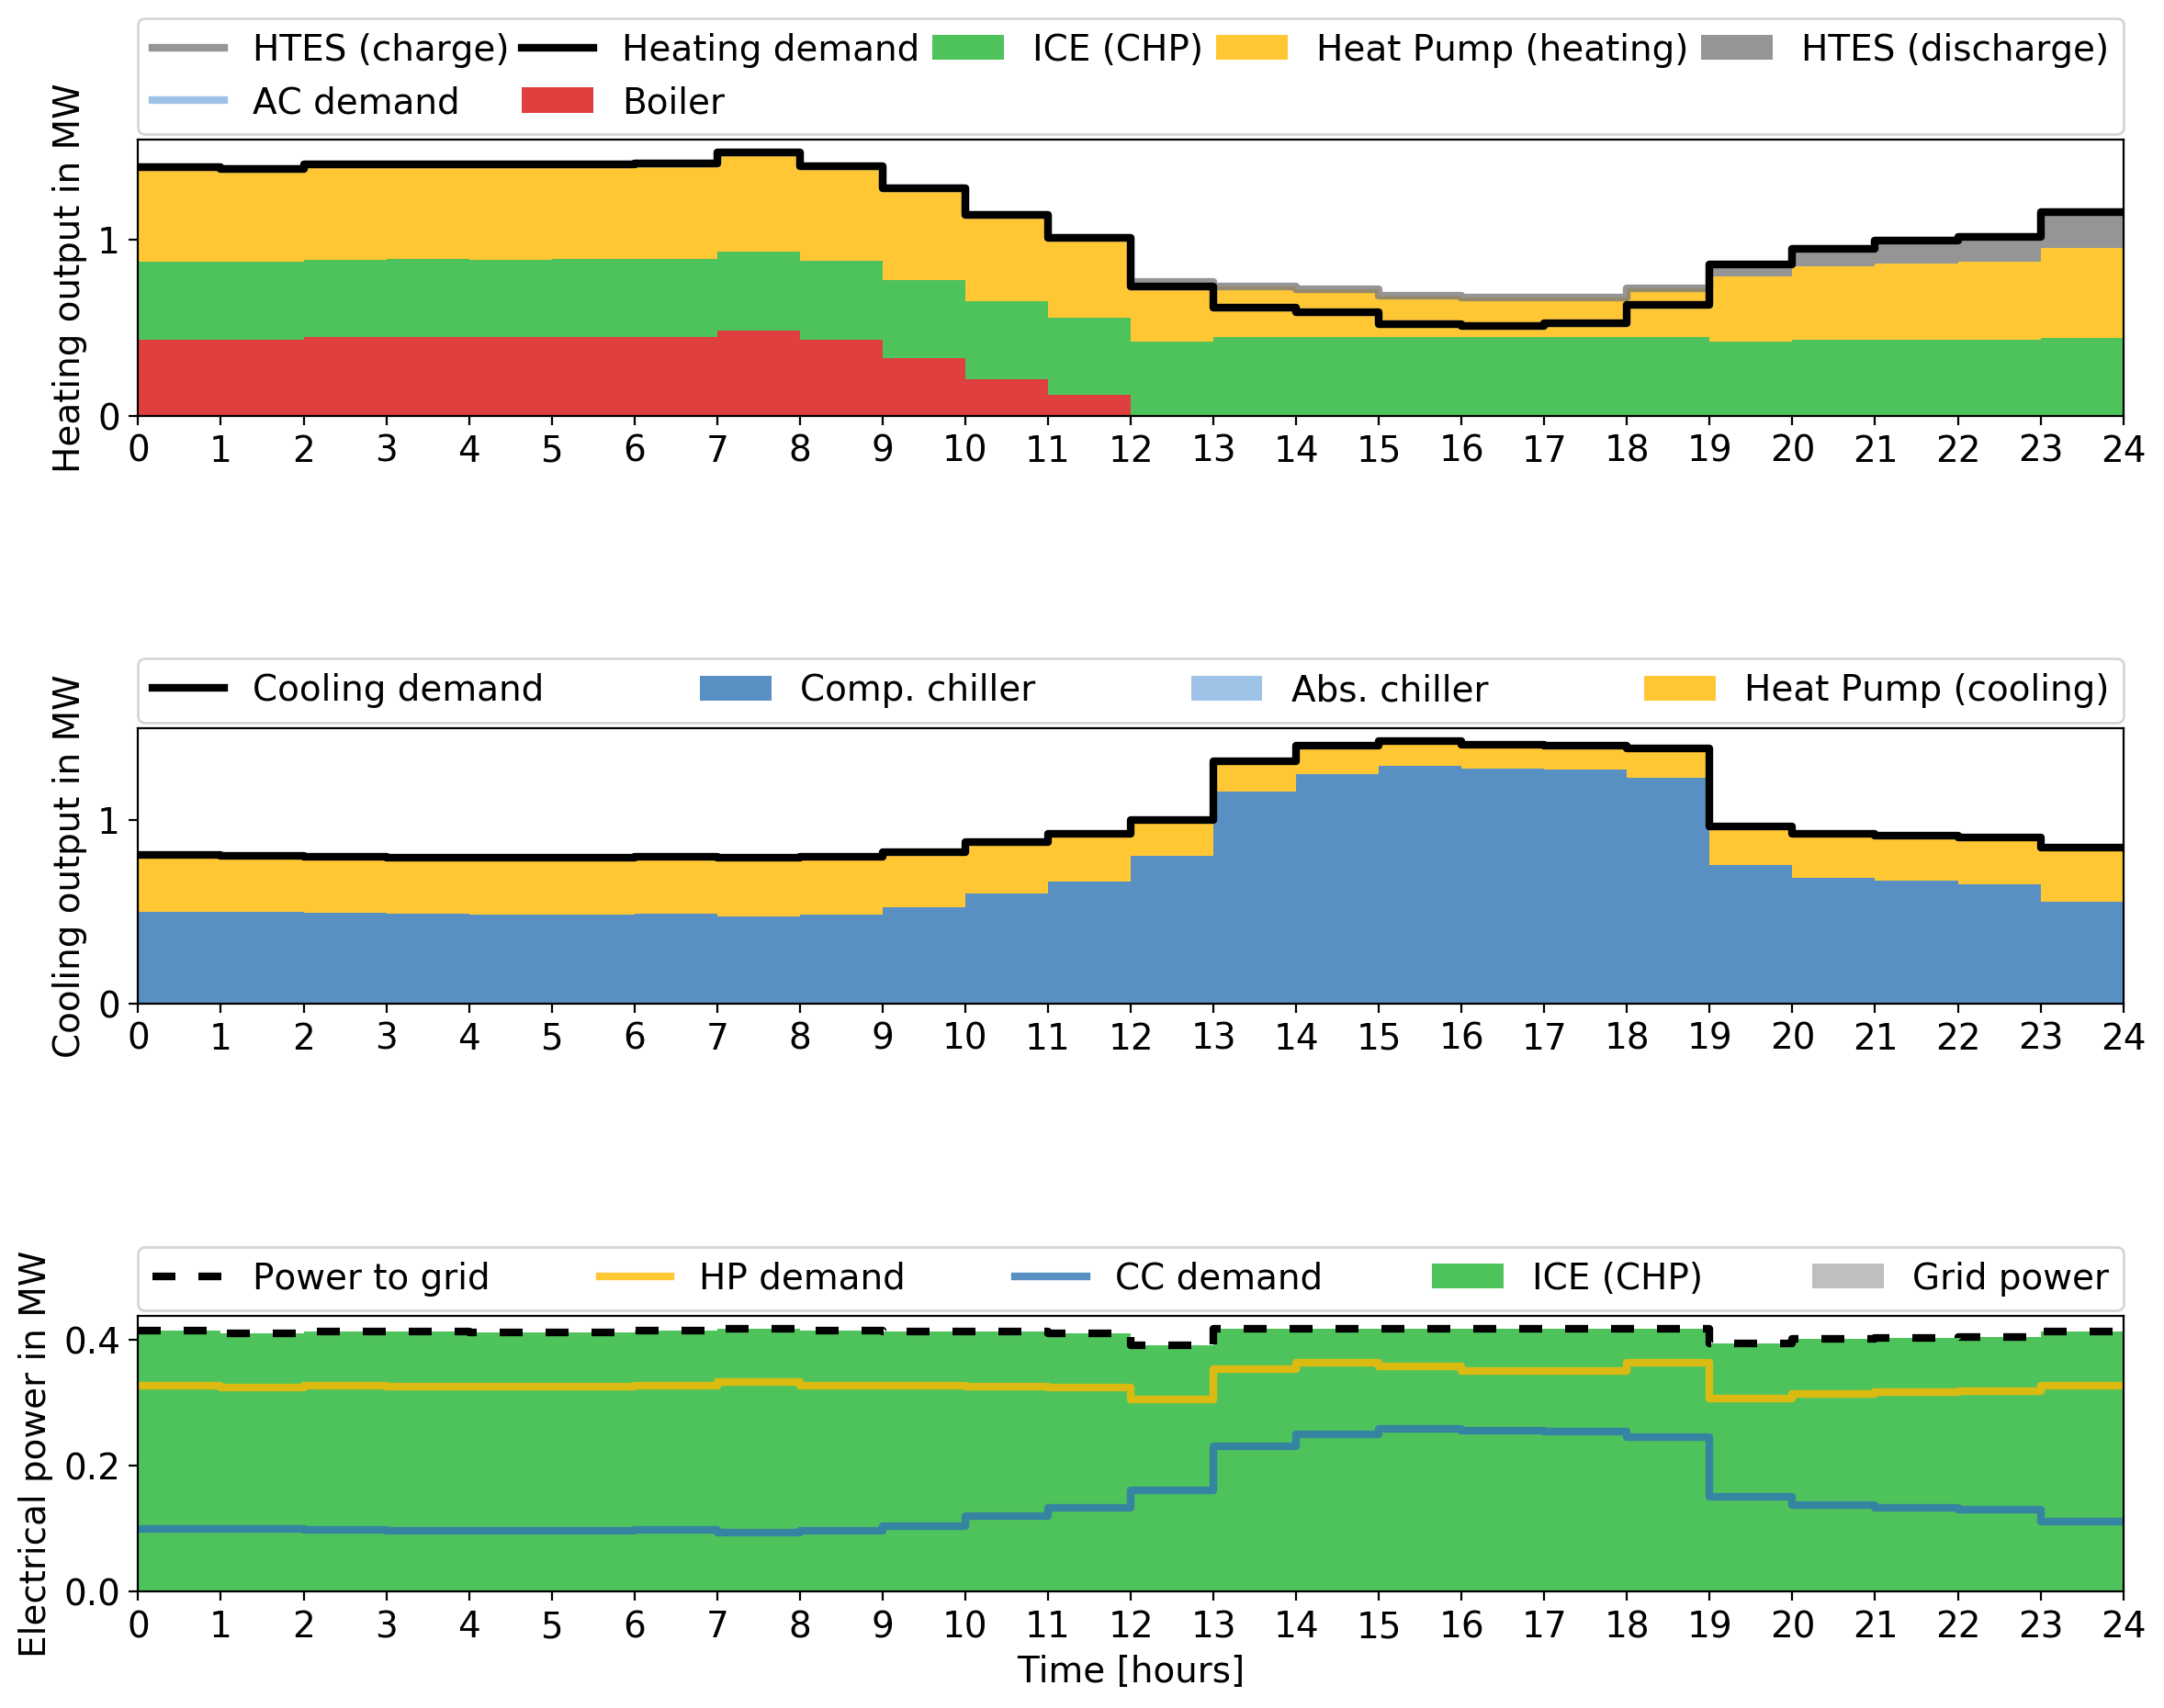 HTES (charge) Heating demand ICE (CHP) Heat Pump (heating) HTES (discharge)
AC demand Boiler
Heating output in MW
1
0
0 1 2 3 4 5 6 7 8 9 10 11 12 13 14 15 16 17 18 19 20 21 22 23 24
Cooling demand Comp. chiller Abs. chiller Heat Pump (cooling)
Cooling output in MW
1
0
0 1 2 3 4 5 6 7 8 9 10 11 12 13 14 15 16 17 18 19 20 21 22 23 24
Power to grid HP demand CC demand ICE (CHP) Grid power
Electrical power in MW
0.4
0.2
0.0
0 1 2 3 4 5 6 7 8 9 10 11 12 13 14 15 16 17 18 19 20 21 22 23 24
Time [hours]